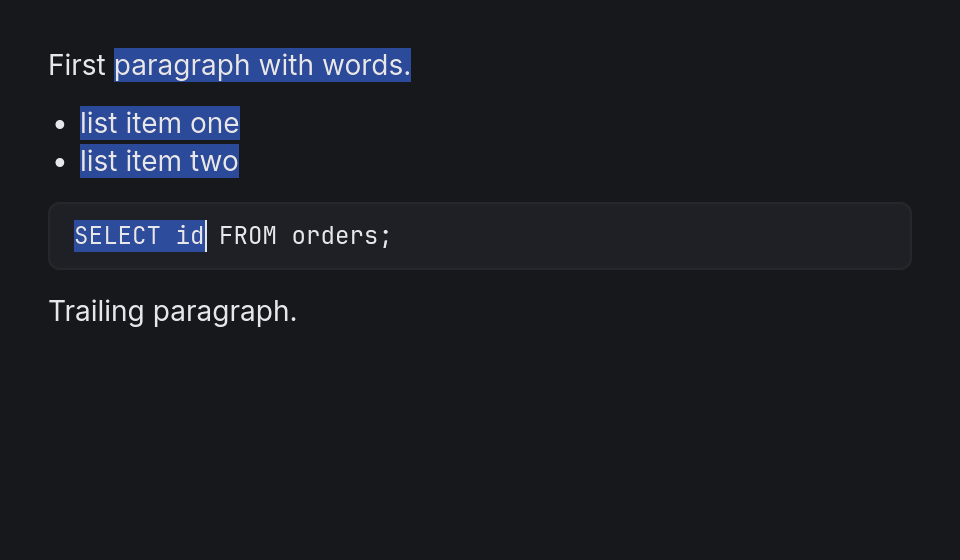 First paragraph with words.
• list item one
• list item two
SELECT id FROM orders;
Trailing paragraph.